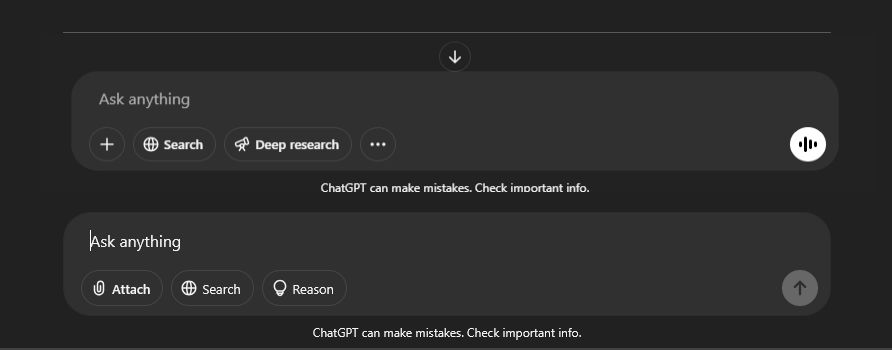 Ask anything
Search Deep research
ChatGPT can make mistakes. Check important info.
Ask anything
Attach Search Reason
ChatGPT can make mistakes. Check important info.